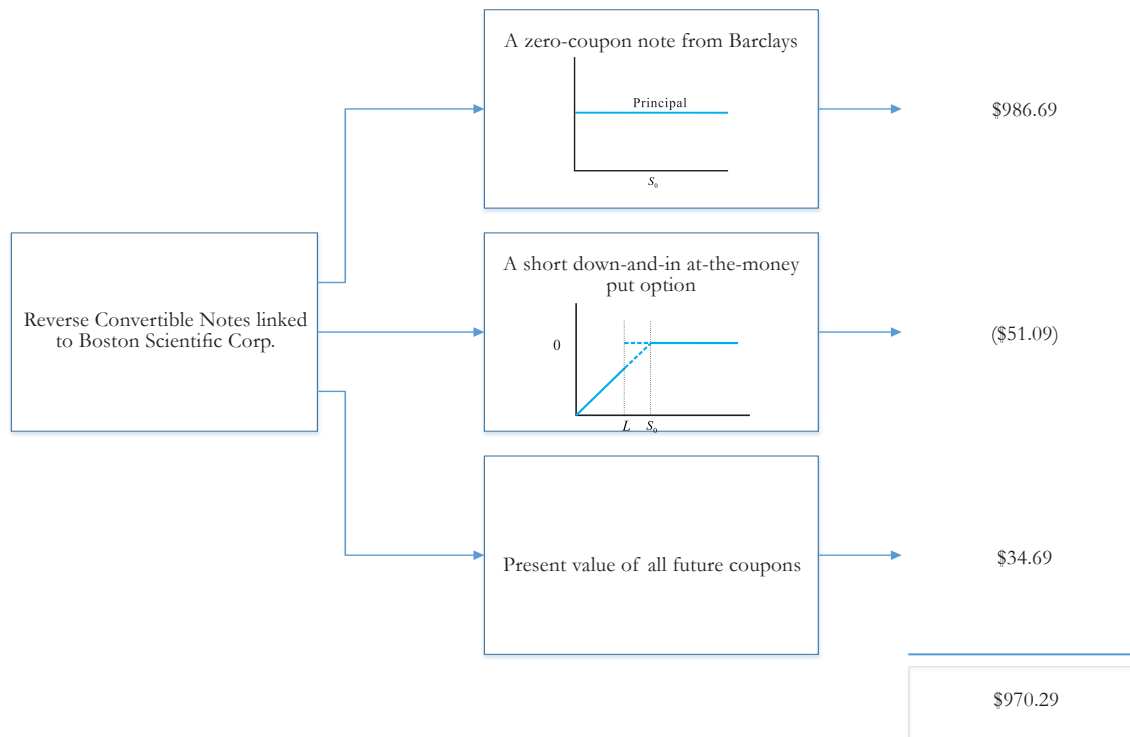 A zero-coupon note from Barclays
Principal
S₀
$986.69
Reverse Convertible Notes linked
to Boston Scientific Corp.
A short down-and-in at-the-money
put option
0
L S₀
($51.09)
Present value of all future coupons
$34.69
$970.29